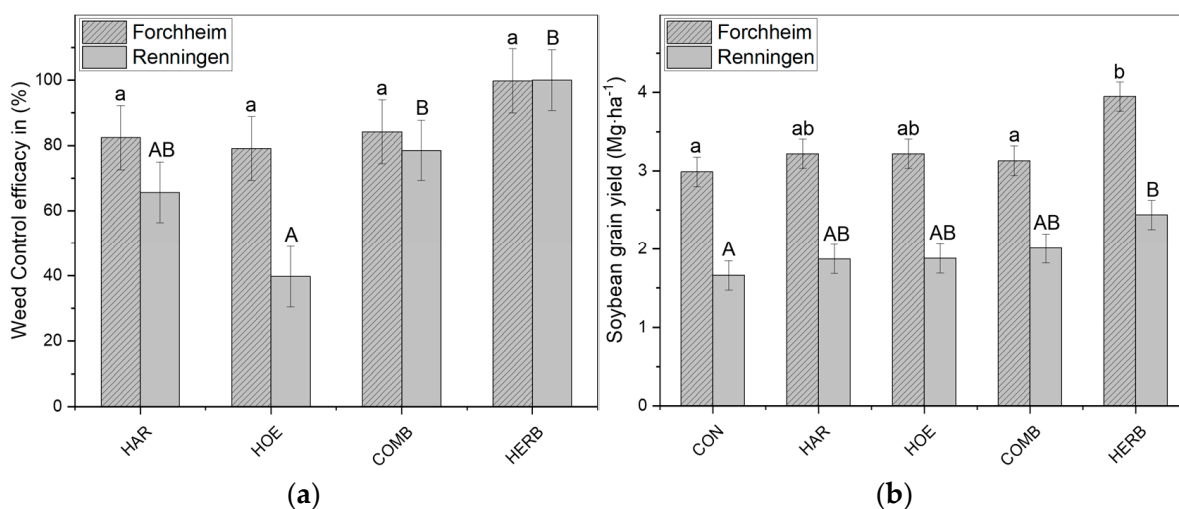 Forchheim
Renningen
Weed Control efficacy in (%)
100
80
60
40
20
0
a
AB
a
A
a
B
a
B
HAR
HOE
COMB
HERB
(a)
Forchheim
Renningen
Soybean grain yield (Mg·ha⁻¹)
4
3
2
1
0
a
A
ab
AB
ab
AB
a
AB
b
B
CON
HAR
HOE
COMB
HERB
(b)